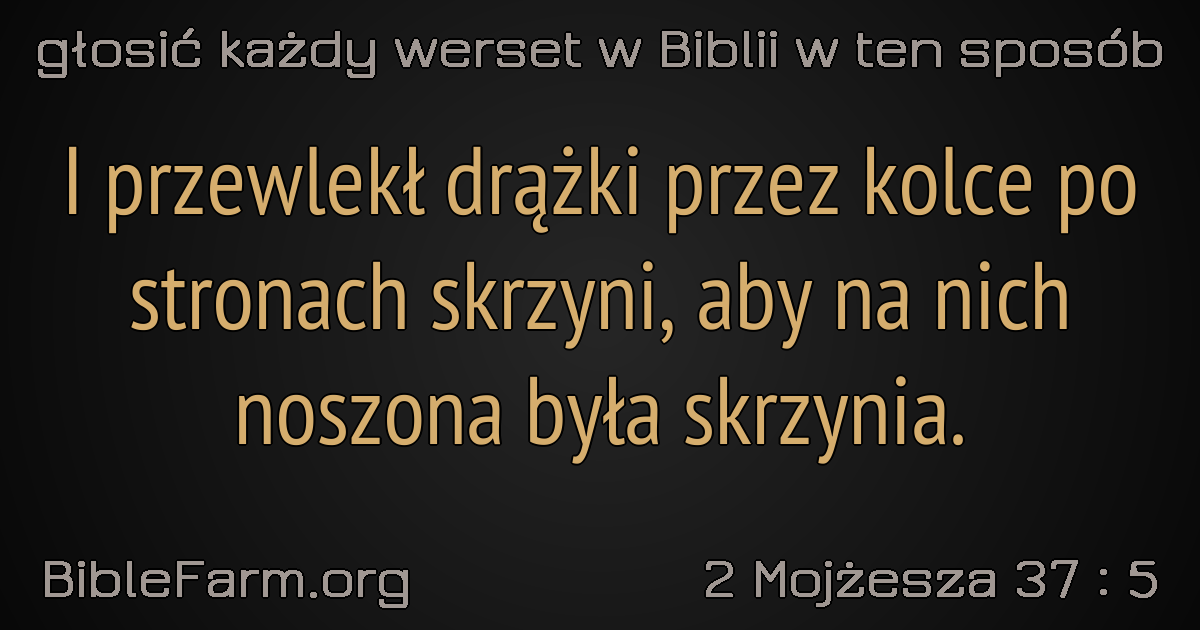 głosić każdy werset w Biblii w ten sposób
I przewlekł drążki przez kolce po
stronach skrzyni, aby na nich
noszona była skrzynia.
BibleFarm.org
2 Mojżesza 37 : 5